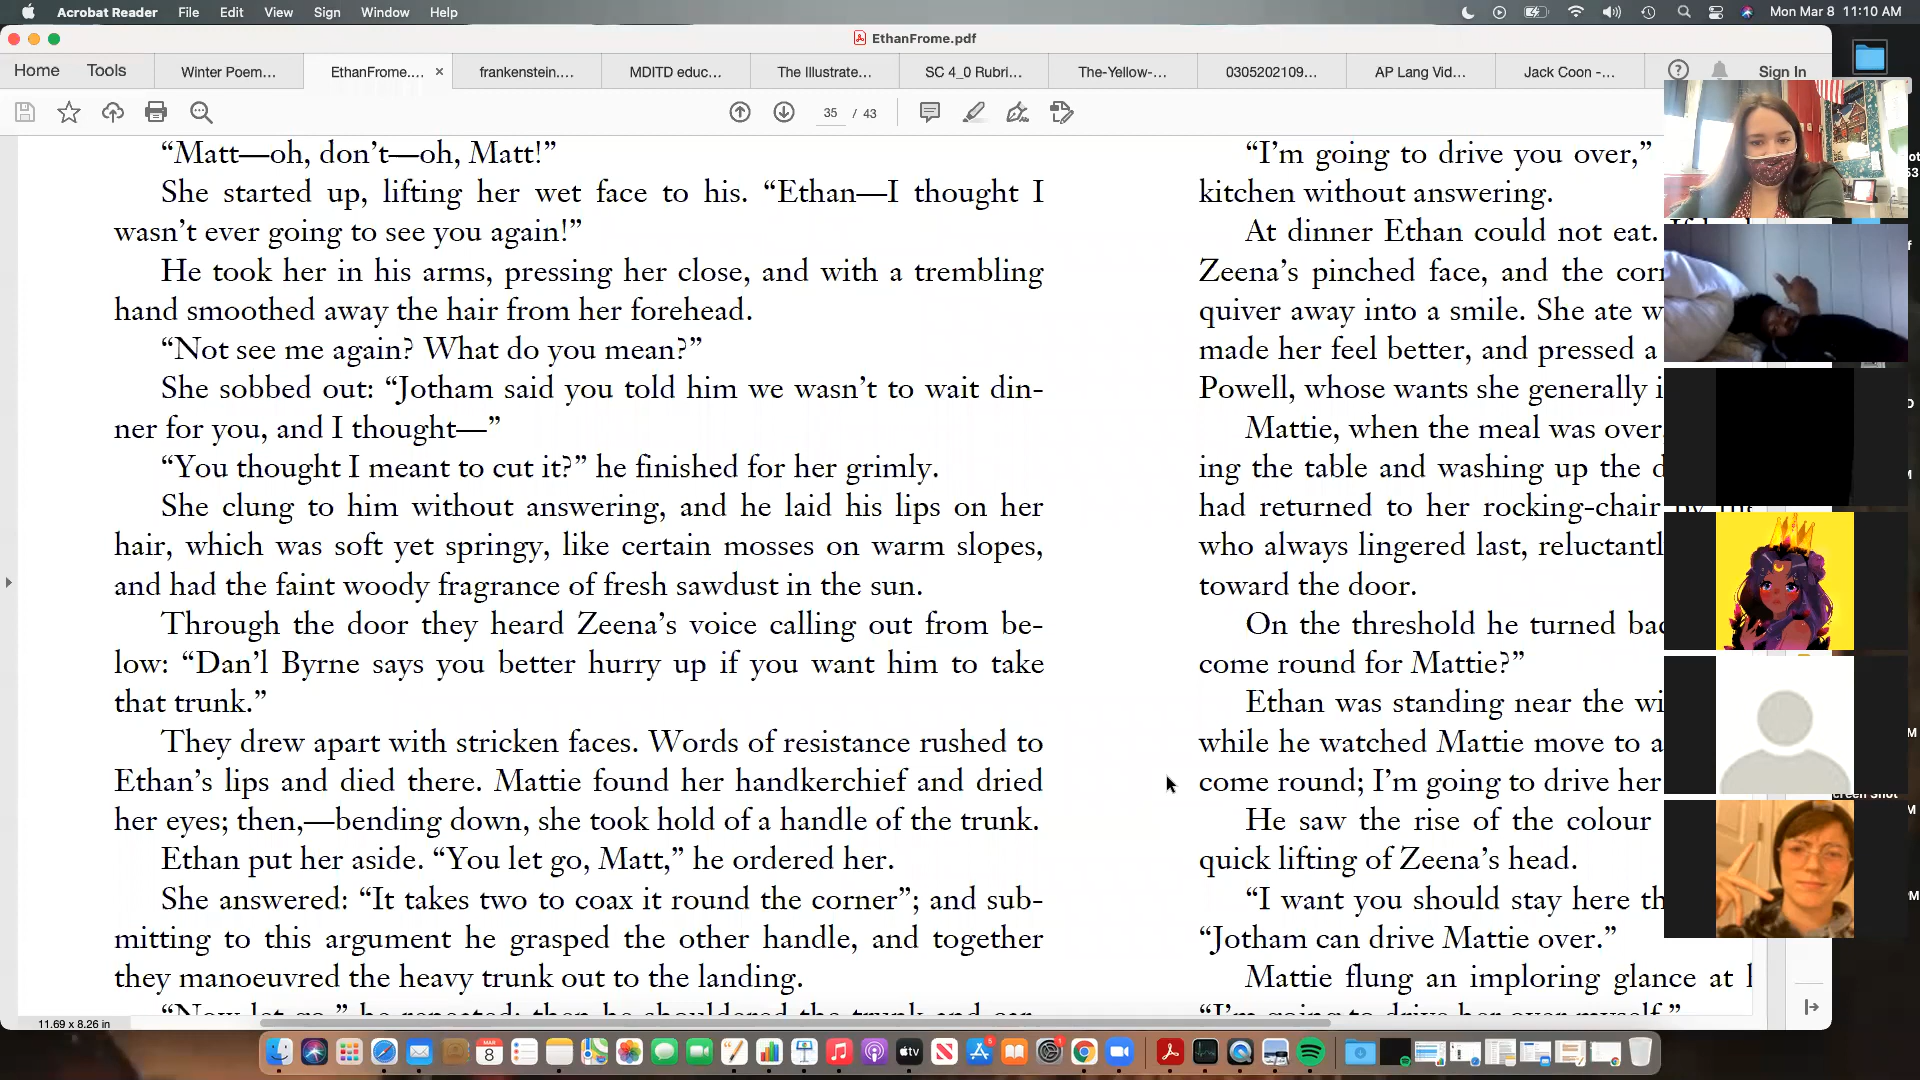 Acrobat Reader File Edit View Sign Window Help Mon Mar 8 11:10 AM
EthanFrome.pdf
Home Tools Winter Poem... EthanFrome.... × frankenstein.... MDITD educ... The Illustrate... SC 4_0 Rubri... The-Yellow-... 0305202109... AP Lang Vid... Jack Coon -... Sign In
35 / 43
“Matt—oh, don’t—oh, Matt!”
She started up, lifting her wet face to his. “Ethan—I thought I
wasn’t ever going to see you again!”
He took her in his arms, pressing her close, and with a trembling
hand smoothed away the hair from her forehead.
“Not see me again? What do you mean?”
She sobbed out: “Jotham said you told him we wasn’t to wait din-
ner for you, and I thought—”
“You thought I meant to cut it?” he finished for her grimly.
She clung to him without answering, and he laid his lips on her
hair, which was soft yet springy, like certain mosses on warm slopes,
and had the faint woody fragrance of fresh sawdust in the sun.
Through the door they heard Zeena’s voice calling out from be-
low: “Dan’l Byrne says you better hurry up if you want him to take
that trunk.”
They drew apart with stricken faces. Words of resistance rushed to
Ethan’s lips and died there. Mattie found her handkerchief and dried
her eyes; then,—bending down, she took hold of a handle of the trunk.
Ethan put her aside. “You let go, Matt,” he ordered her.
She answered: “It takes two to coax it round the corner”; and sub-
mitting to this argument he grasped the other handle, and together
they manoeuvred the heavy trunk out to the landing.
“Now let go,” he repeated; then he shouldered the trunk and car-
“I’m going to drive you over,”
kitchen without answering.
At dinner Ethan could not eat.
Zeena’s pinched face, and the
quiver away into a smile. She ate
made her feel better, and pressed a
Powell, whose wants she generally
Mattie, when the meal was over
ing the table and washing up the
had returned to her rocking-chair
who always lingered last,
toward the door.
On the threshold he turned
come round for Mattie?”
Ethan was standing near the
while he watched Mattie move to
come round; I’m going to drive her
He saw the rise of the colour
quick lifting of Zeena’s head.
“I want you should stay here
“Jotham can drive Mattie over.”
Mattie flung an imploring glance at
“I’m going to drive her over myself.”
11.69 x 8.26 in